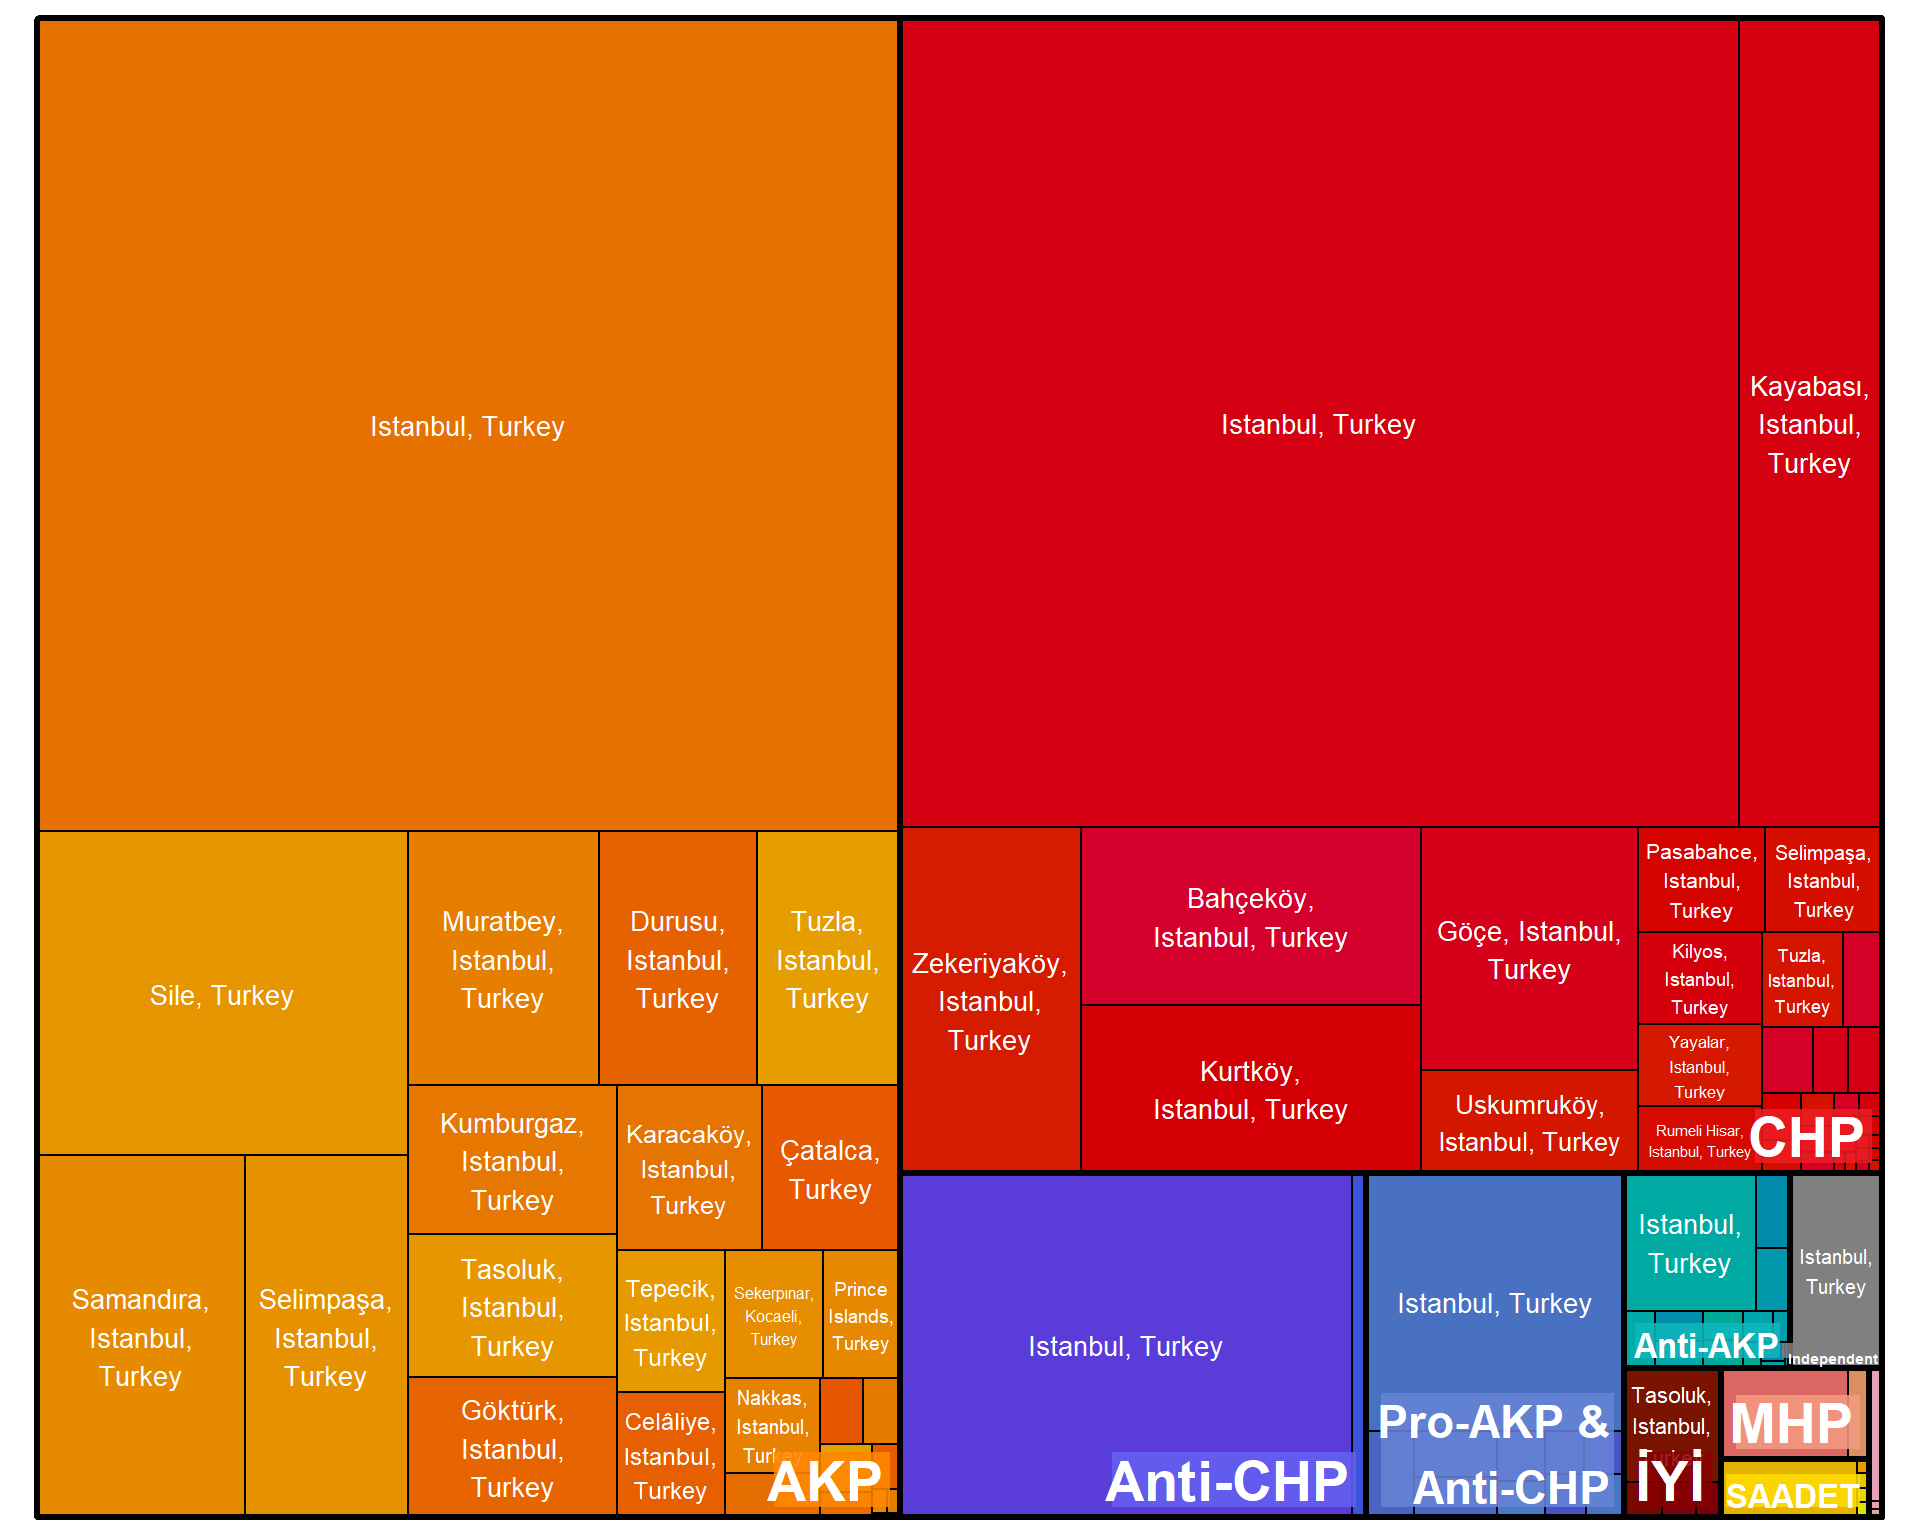 Istanbul, Turkey
Sile, Turkey
Samandıra,
Istanbul,
Turkey
Selimpaşa,
Istanbul,
Turkey
Muratbey,
Istanbul,
Turkey
Durusu,
Istanbul,
Turkey
Tuzla,
Istanbul,
Turkey
Kumburgaz,
Istanbul,
Turkey
Tasoluk,
Istanbul,
Turkey
Göktürk,
Istanbul,
Turkey
Karacaköy,
Istanbul,
Turkey
Çatalca,
Turkey
Tepecik,
Istanbul,
Turkey
Celâliye,
Istanbul,
Turkey
Sekerpınar,
Kocaeli,
Turkey
Prince
Islands,
Turkey
Nakkas,
Istanbul,
Turkey
AKP
Istanbul, Turkey
Kayabası,
Istanbul,
Turkey
Zekeriyaköy,
Istanbul,
Turkey
Bahçeköy,
Istanbul, Turkey
Kurtköy,
Istanbul, Turkey
Göçe, Istanbul,
Turkey
Uskumruköy,
Istanbul, Turkey
Pasabahce,
Istanbul,
Turkey
Selimpaşa,
Istanbul,
Turkey
Kilyos,
Istanbul,
Turkey
Tuzla,
Istanbul,
Turkey
Yayalar,
Istanbul,
Turkey
Rumeli Hisar,
Istanbul, Turkey
CHP
Istanbul, Turkey
Anti-CHP
Istanbul, Turkey
Pro-AKP &
Anti-CHP
Istanbul,
Turkey
Anti-AKP
Istanbul,
Turkey
Independent
Tasoluk,
Istanbul,
Turkey
İYİ
MHP
SAADET